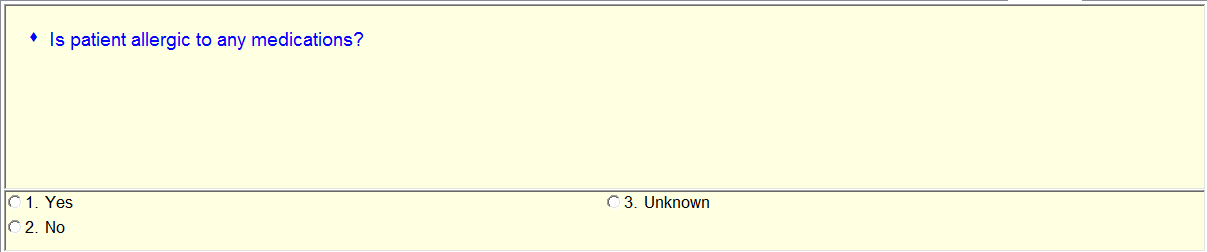 ♦ Is patient allergic to any medications?
1. Yes
2. No
3. Unknown